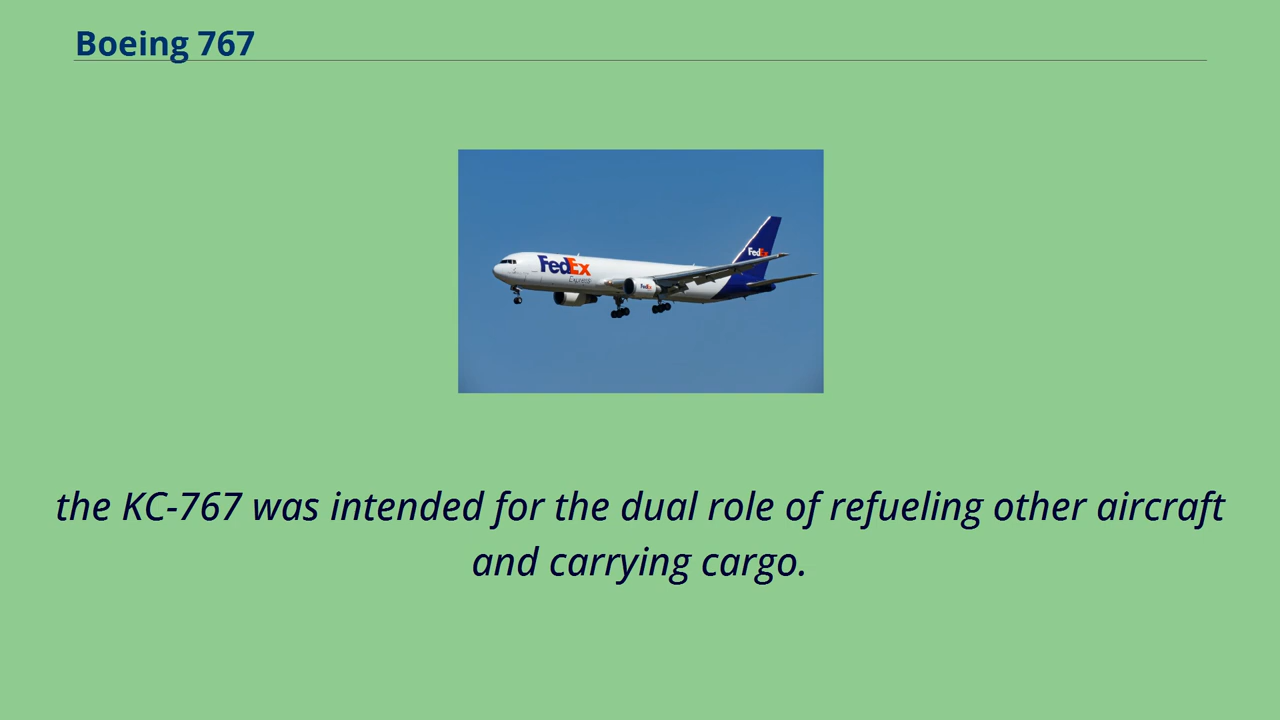 Boeing 767
FedEx
Express
FedEx
FedEx
the KC-767 was intended for the dual role of refueling other aircraft
and carrying cargo.